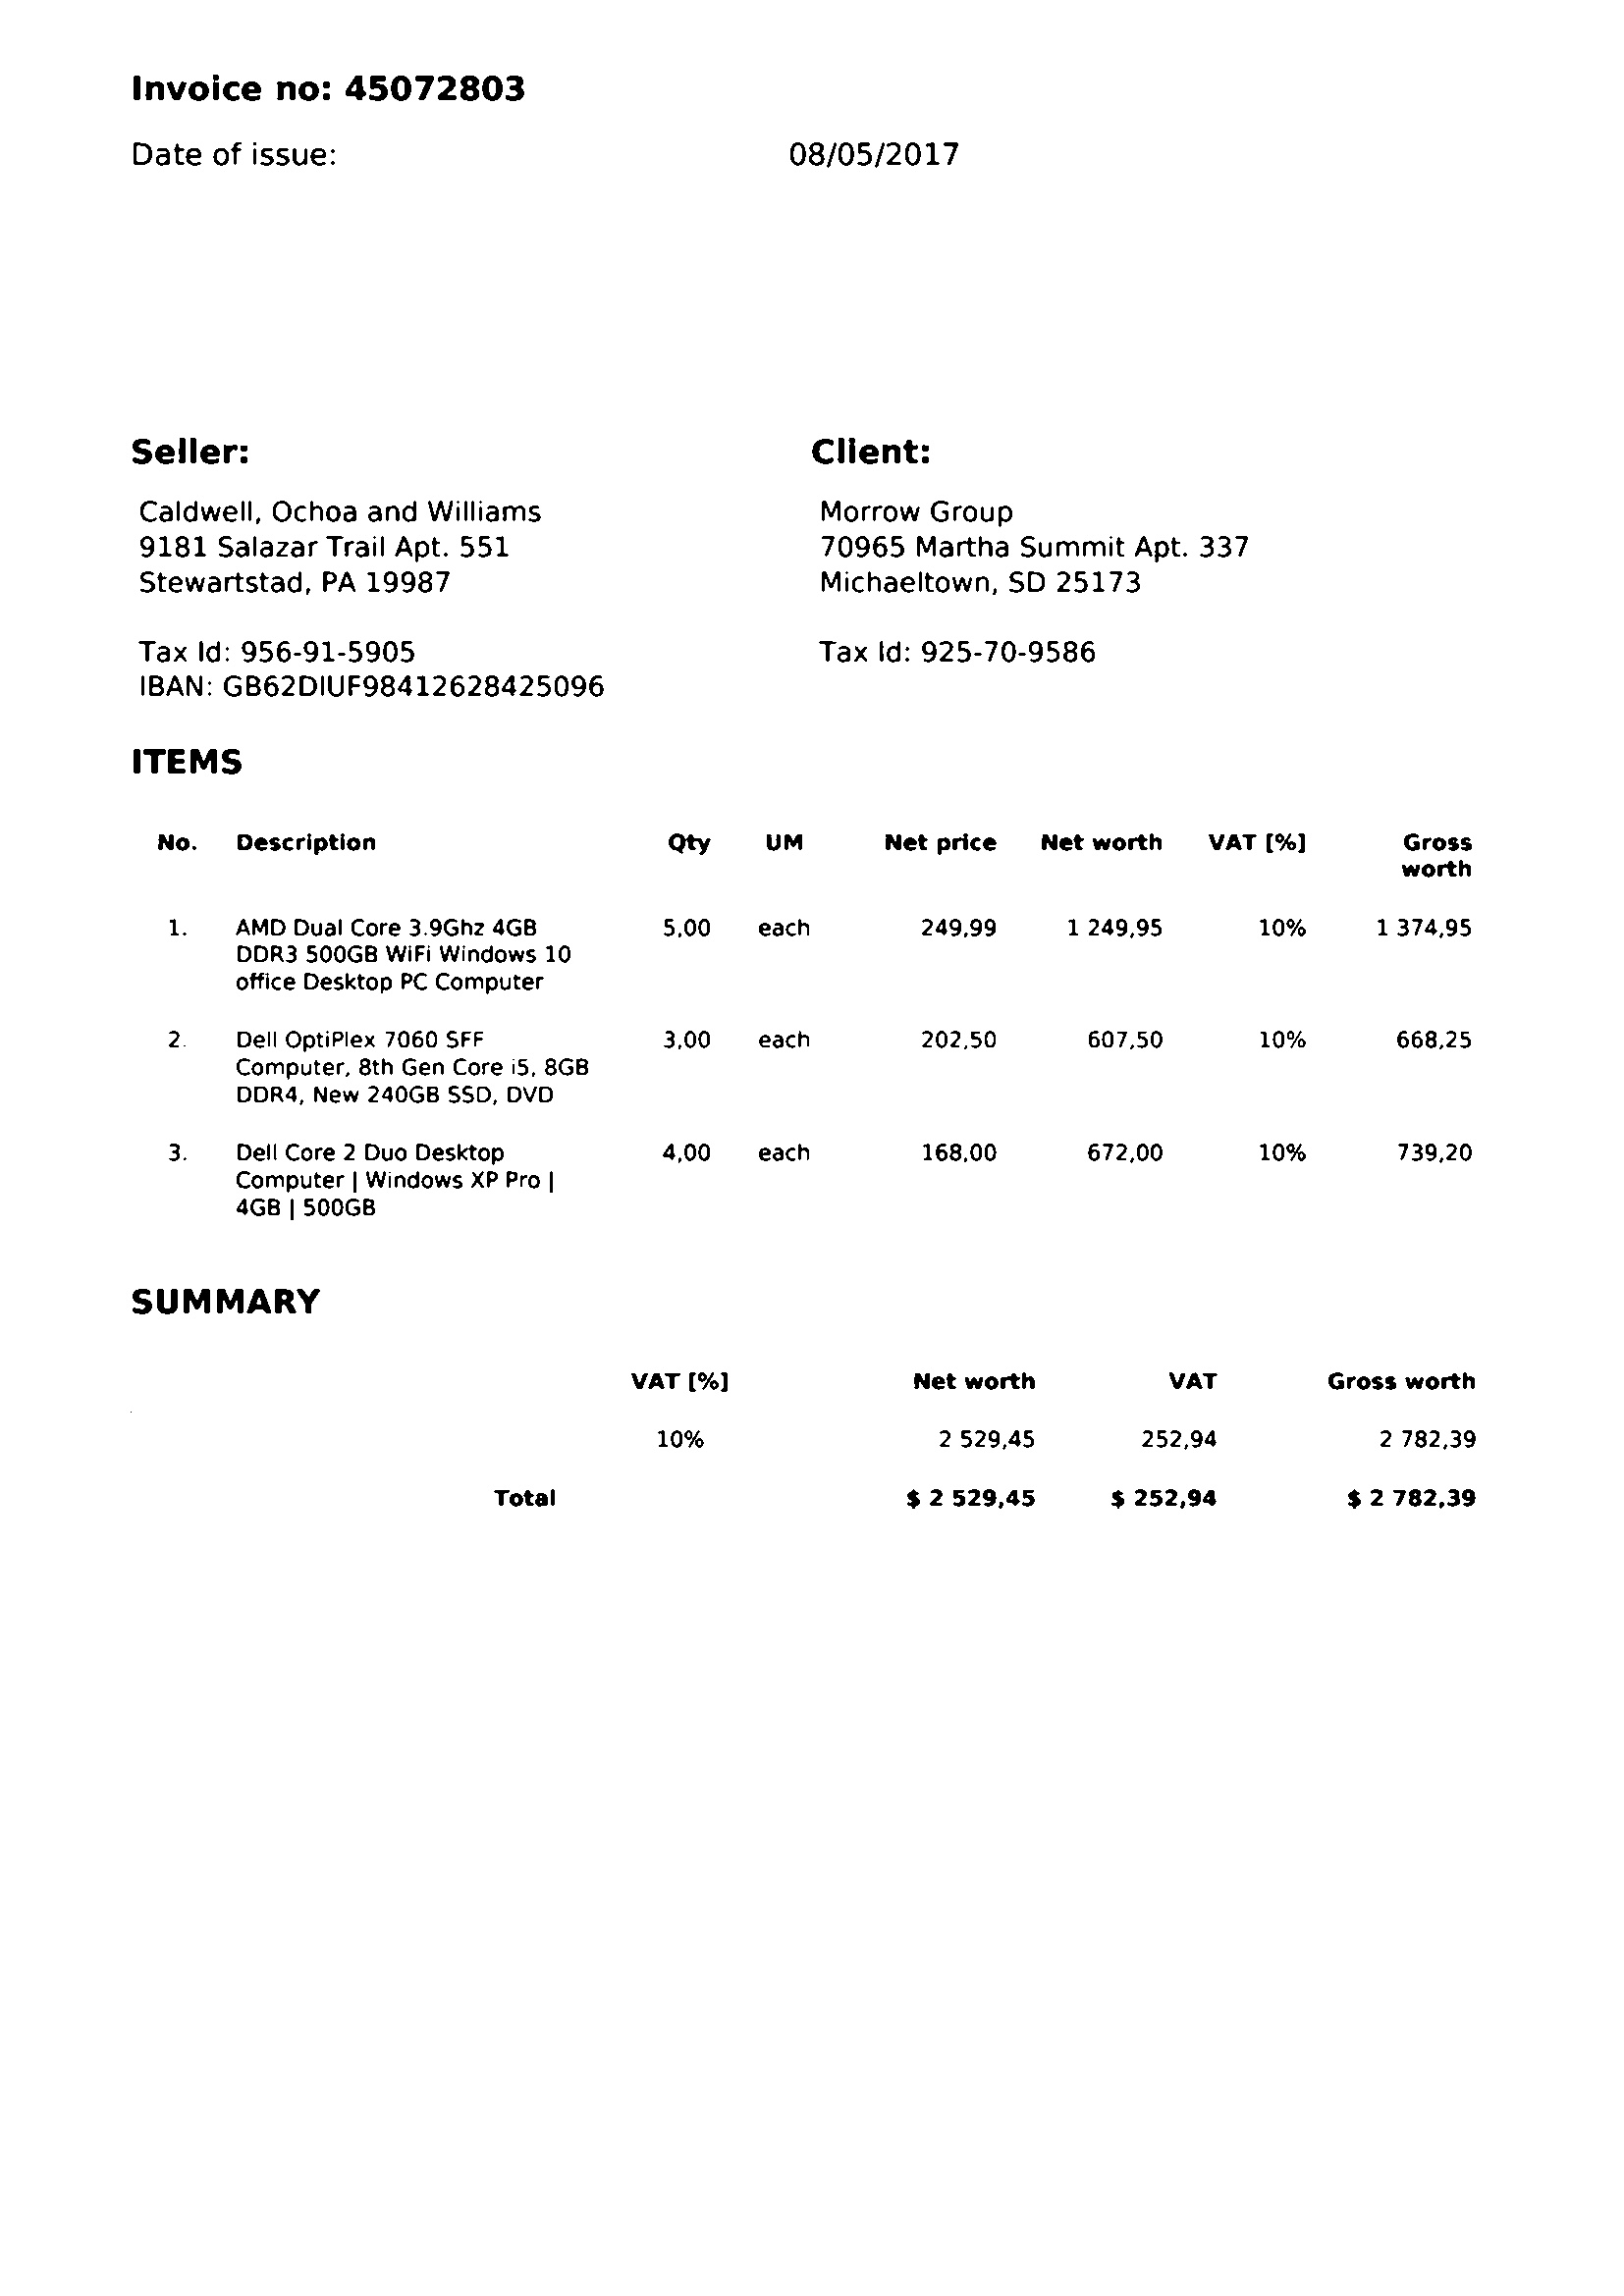 Invoice no: 45072803
Date of issue: 08/05/2017
Seller:
Caldwell, Ochoa and Williams
9181 Salazar Trail Apt. 551
Stewartstad, PA 19987
Tax Id: 956-91-5905
IBAN: GB62DIUF98412628425096
Client:
Morrow Group
70965 Martha Summit Apt. 337
Michaeltown, SD 25173
Tax Id: 925-70-9586
ITEMS
No. Description Qty UM Net price Net worth VAT [%] Gross
worth
1. AMD Dual Core 3.9Ghz 4GB 5,00 each 249,99 1 249,95 10% 1 374,95
DDR3 500GB WiFi Windows 10
office Desktop PC Computer
2. Dell OptiPlex 7060 SFF 3,00 each 202,50 607,50 10% 668,25
Computer, 8th Gen Core i5, 8GB
DDR4, New 240GB SSD, DVD
3. Dell Core 2 Duo Desktop 4,00 each 168,00 672,00 10% 739,20
Computer | Windows XP Pro |
4GB | 500GB
SUMMARY
VAT [%] Net worth VAT Gross worth
10% 2 529,45 252,94 2 782,39
Total $ 2 529,45 $ 252,94 $ 2 782,39